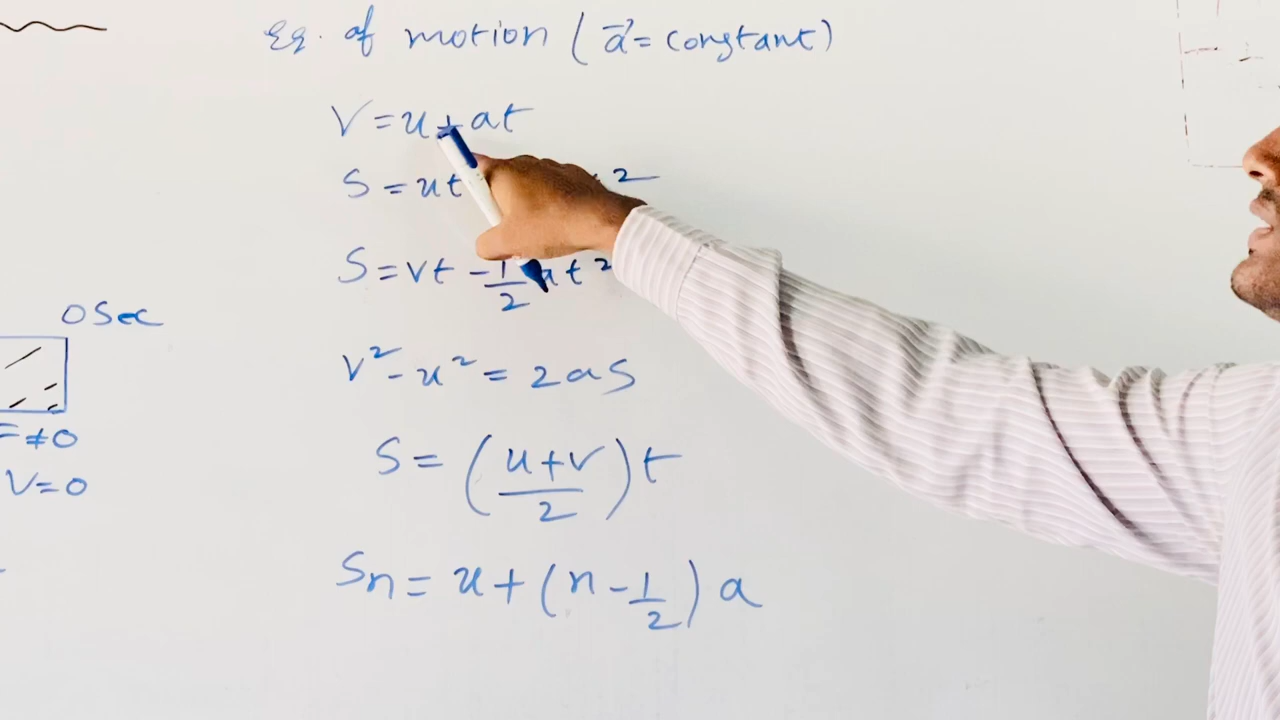 Eq. of motion ( a⃗ = constant)
V = u + at
S = ut 2
S = vt - 1/2 at²
0 Sec
V² - u² = 2as
= ≠0
S = ((u+v)/2) t
V=0
Sn = u + (n - 1/2) a